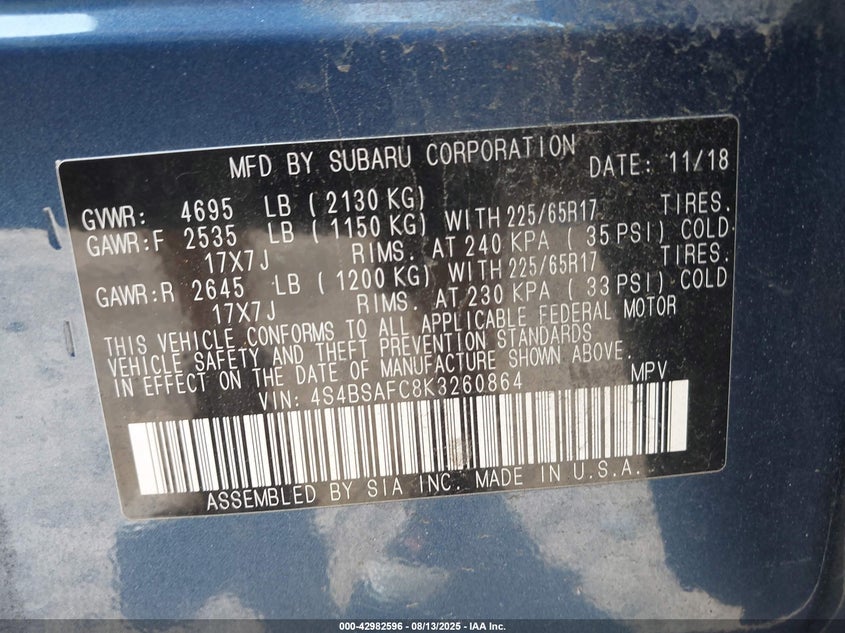 MFD BY SUBARU CORPORATION DATE: 11/18
GVWR: 4695 LB ( 2130 KG)
GAWR:F 2535 LB ( 1150 KG) WITH 225/65R17 TIRES.
17X7J RIMS. AT 240 KPA ( 35 PSI) COLD
GAWR:R 2645 LB ( 1200 KG) WITH 225/65R17 TIRES.
17X7J RIMS. AT 230 KPA ( 33 PSI) COLD
THIS VEHICLE CONFORMS TO ALL APPLICABLE FEDERAL MOTOR
VEHICLE SAFETY AND THEFT PREVENTION STANDARDS
IN EFFECT ON THE DATE OF MANUFACTURE SHOWN ABOVE.
VIN: 4S4BSAFC8K3260864 MPV
ASSEMBLED BY SIA INC. MADE IN U.S.A.
000-42982596 - 08/13/2025 - IAA Inc.